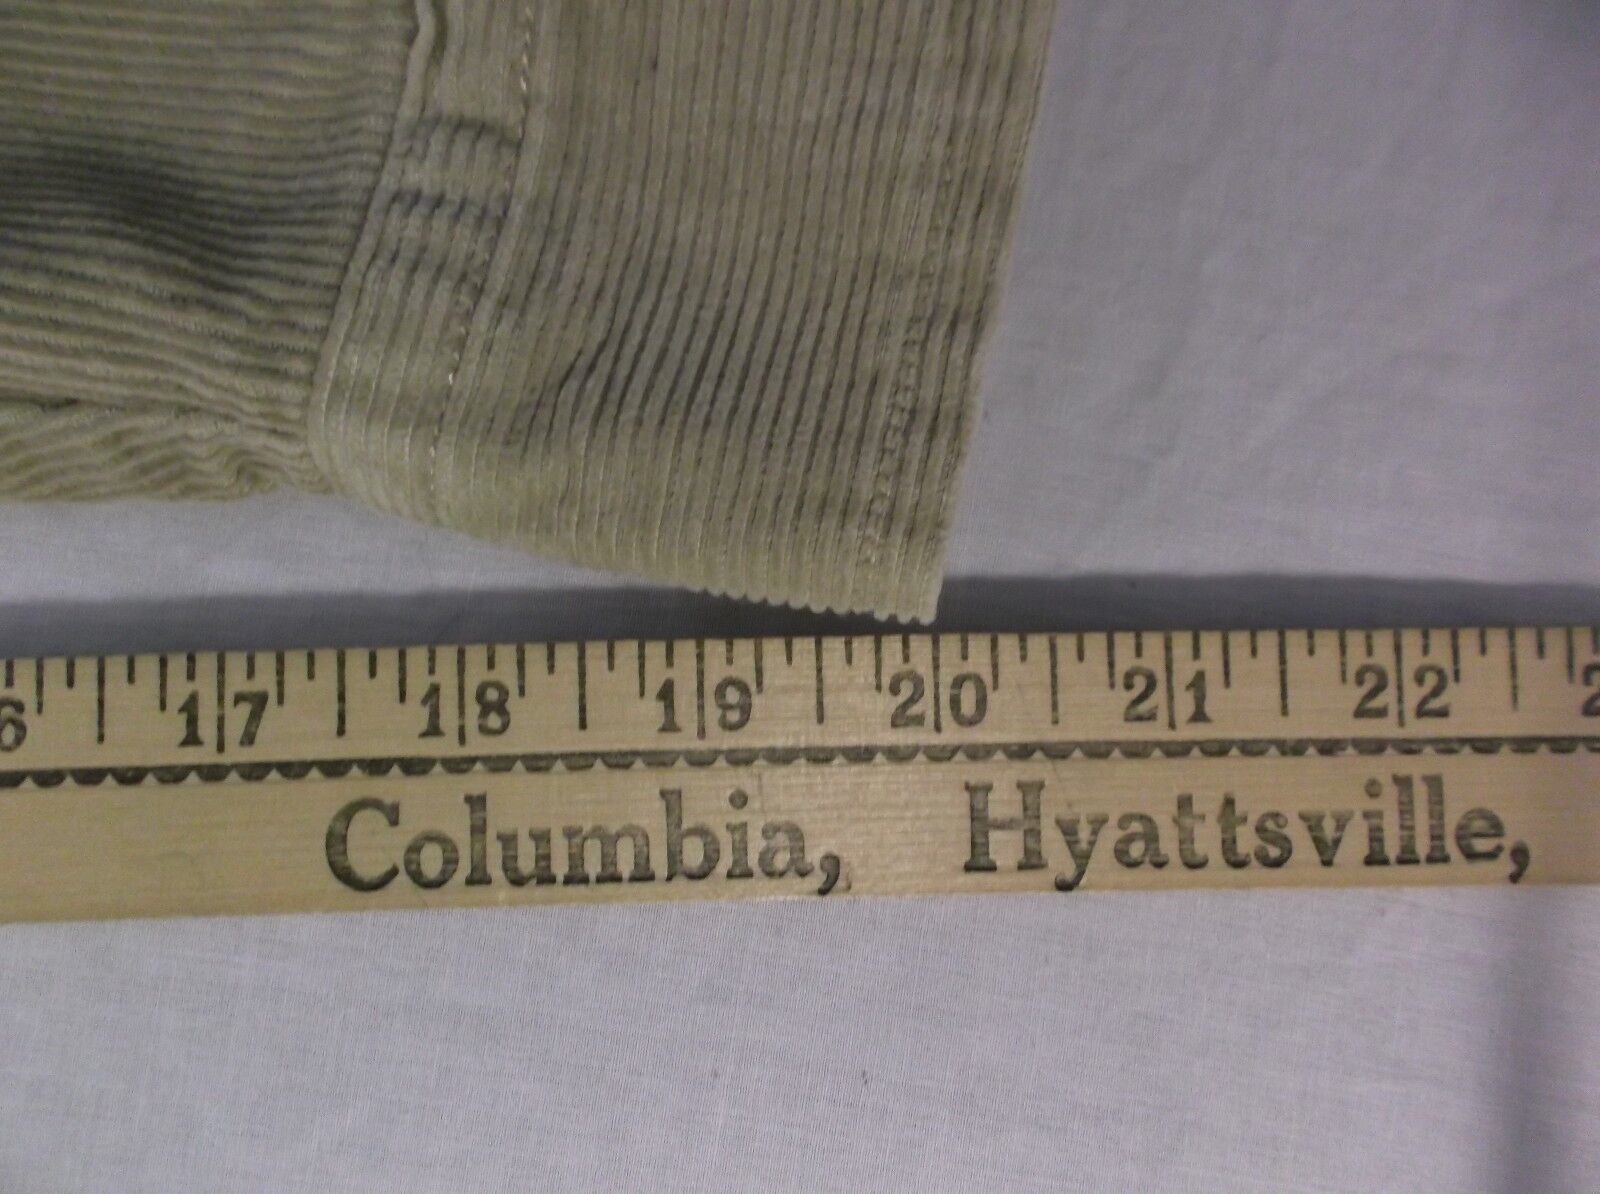 6 17 18 19 20 21 22 2
Columbia, Hyattsville,